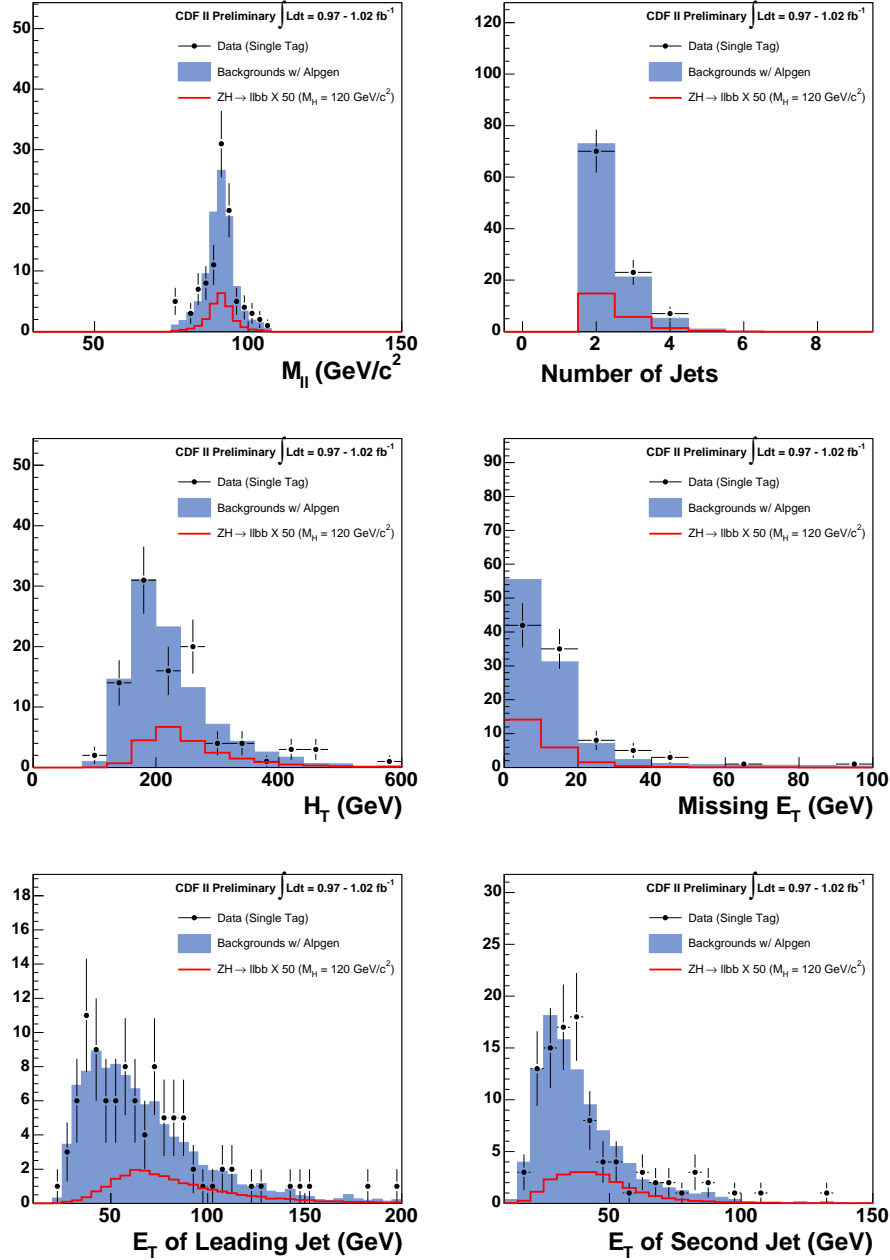 CDF II Preliminary ∫ Ldt = 0.97 - 1.02 fb⁻¹
Data (Single Tag)
Backgrounds w/ Alpgen
ZH → llbb X 50 (M_H = 120 GeV/c²)
50
40
30
20
10
0
50 100 150
M_ll (GeV/c²
CDF II Preliminary ∫ Ldt = 0.97 - 1.02 fb⁻¹
Data (Single Tag)
Backgrounds w/ Alpgen
ZH → llbb X 50 (M_H = 120 GeV/c²)
120
100
80
60
40
20
0
0 2 4 6 8
Number of Jets
CDF II Preliminary ∫ Ldt = 0.97 - 1.02 fb⁻¹
Data (Single Tag)
Backgrounds w/ Alpgen
ZH → llbb X 50 (M_H = 120 GeV/c²)
50
40
30
20
10
0
0 200 400 600
H_T (GeV)
CDF II Preliminary ∫ Ldt = 0.97 - 1.02 fb⁻¹
Data (Single Tag)
Backgrounds w/ Alpgen
ZH → llbb X 50 (M_H = 120 GeV/c²)
90
80
70
60
50
40
30
20
10
0
0 20 40 60 80 100
Missing E_T (GeV)
CDF II Preliminary ∫ Ldt = 0.97 - 1.02 fb⁻¹
Data (Single Tag)
Backgrounds w/ Alpgen
ZH → llbb X 50 (M_H = 120 GeV/c²)
18
16
14
12
10
8
6
4
2
0
50 100 150 200
E_T of Leading Jet (GeV)
CDF II Preliminary ∫ Ldt = 0.97 - 1.02 fb⁻¹
Data (Single Tag)
Backgrounds w/ Alpgen
ZH → llbb X 50 (M_H = 120 GeV/c²)
30
25
20
15
10
5
0
50 100 150
E_T of Second Jet (GeV)